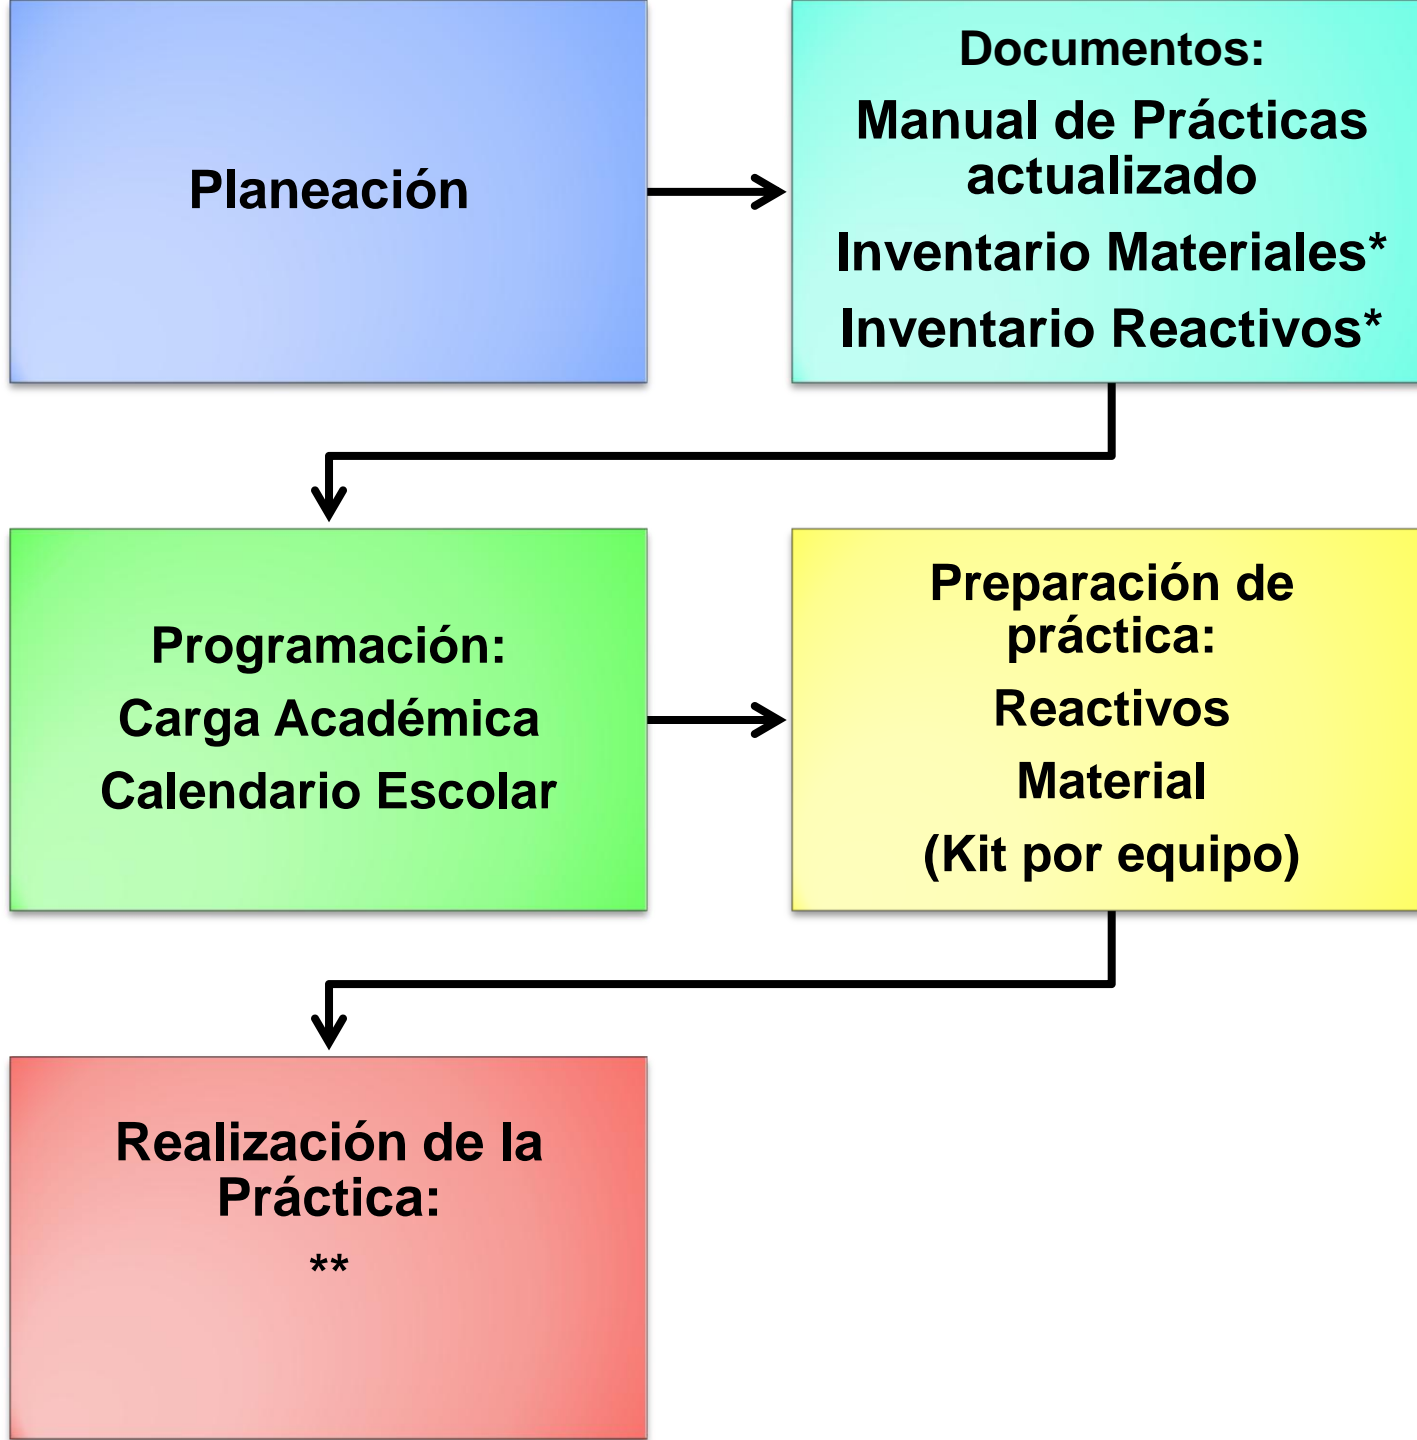 Planeación
Documentos:
Manual de Prácticas
actualizado
Inventario Materiales*
Inventario Reactivos*
Programación:
Carga Académica
Calendario Escolar
Preparación de
práctica:
Reactivos
Material
(Kit por equipo)
Realización de la
Práctica:
**